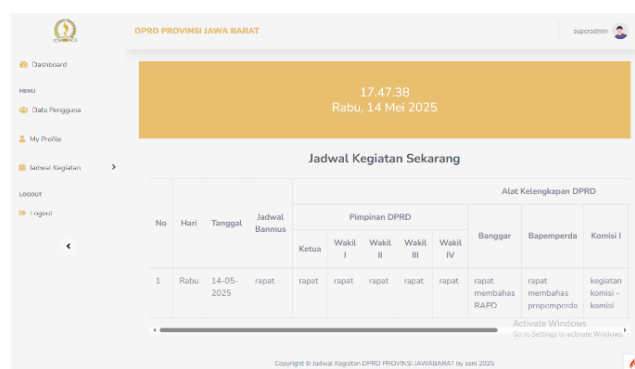 DPRD PROVINSI JAWA BARAT
superadmin
Dashboard
MENU
Data Pengguna
My Profile
Jadwal Kegiatan
LOGOUT
Logout
17.47.38
Rabu, 14 Mei 2025
Jadwal Kegiatan Sekarang
Alat Kelengkapan DPRD
No Hari Tanggal Jadwal Banmus
Pimpinan DPRD
Banggar Bapemperda Komisi I
Ketua Wakil I Wakil II Wakil III Wakil IV
1 Rabu 14-05-2025 rapat rapat rapat rapat rapat rapat rapat membahas RAPD rapat membahas propemperda kegiatan komisi - komisi
Activate Windows
Go to Settings to activate Windows.
Copyright © Jadwal Kegiatan DPRD PROVINSI JAWABARAT by sani 2025